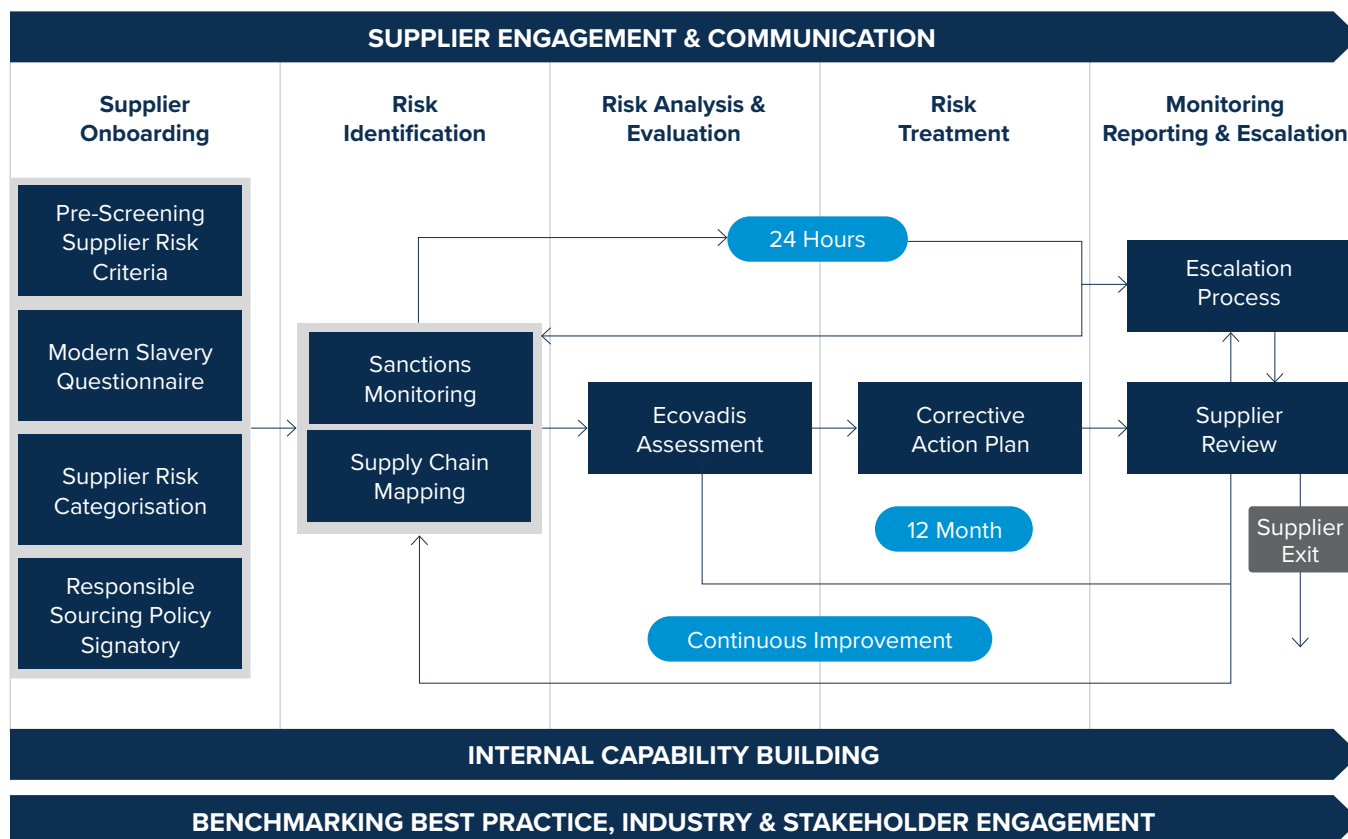 SUPPLIER ENGAGEMENT & COMMUNICATION
Supplier
Onboarding
Risk
Identification
Risk Analysis &
Evaluation
Risk
Treatment
Monitoring
Reporting & Escalation
Pre-Screening
Supplier Risk
Criteria
Modern Slavery
Questionnaire
Supplier Risk
Categorisation
Responsible
Sourcing Policy
Signatory
Sanctions
Monitoring
Supply Chain
Mapping
24 Hours
Ecovadis
Assessment
Corrective
Action Plan
12 Month
Continuous Improvement
Escalation
Process
Supplier
Review
Supplier
Exit
INTERNAL CAPABILITY BUILDING
BENCHMARKING BEST PRACTICE, INDUSTRY & STAKEHOLDER ENGAGEMENT